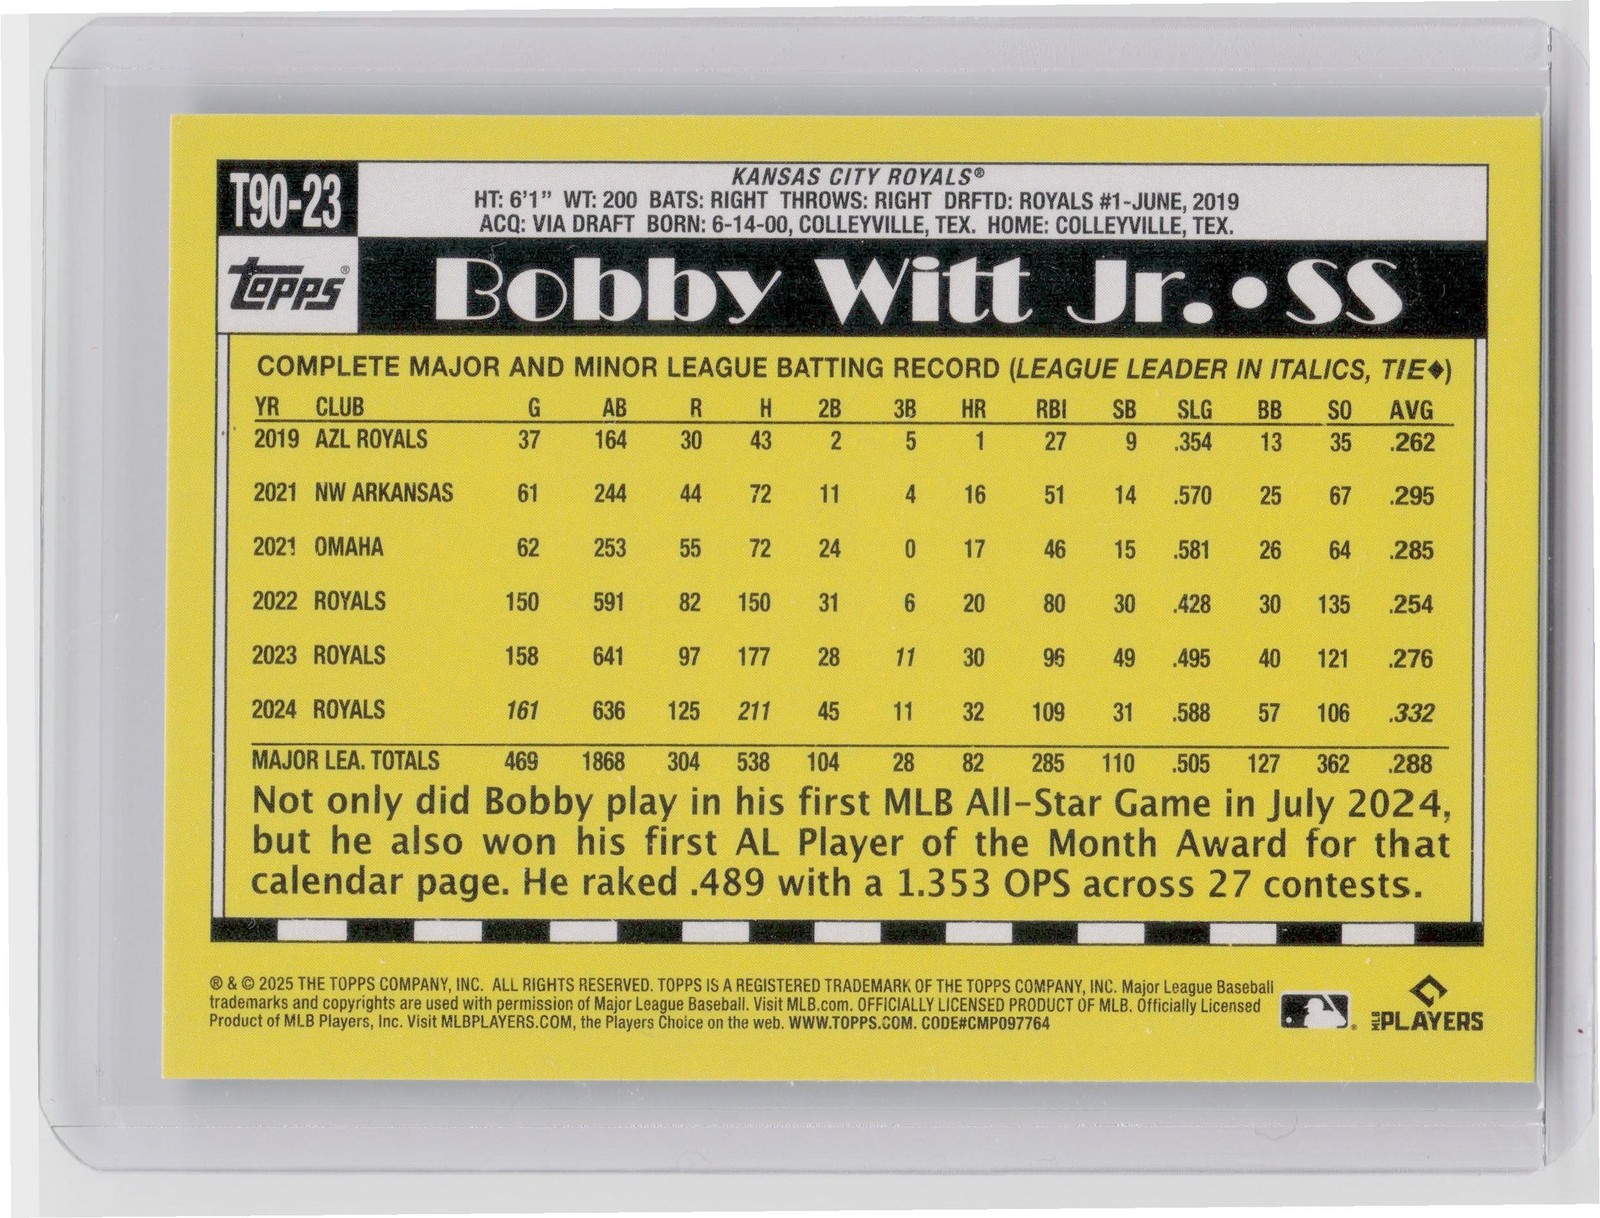 T90-23
KANSAS CITY ROYALS®
HT: 6'1" WT: 200 BATS: RIGHT THROWS: RIGHT DRFTD: ROYALS #1-JUNE, 2019
ACQ: VIA DRAFT BORN: 6-14-00, COLLEYVILLE, TEX. HOME: COLLEYVILLE, TEX.
topps®
Bobby Witt Jr. • SS
COMPLETE MAJOR AND MINOR LEAGUE BATTING RECORD (LEAGUE LEADER IN ITALICS, TIE◆)
YR CLUB G AB R H 2B 3B HR RBI SB SLG BB SO AVG
2019 AZL ROYALS 37 164 30 43 2 5 1 27 9 .354 13 35 .262
2021 NW ARKANSAS 61 244 44 72 11 4 16 51 14 .570 25 67 .295
2021 OMAHA 62 253 55 72 24 0 17 46 15 .581 26 64 .285
2022 ROYALS 150 591 82 150 31 6 20 80 30 .428 30 135 .254
2023 ROYALS 158 641 97 177 28 11 30 96 49 .495 40 121 .276
2024 ROYALS 161 636 125 211 45 11 32 109 31 .588 57 106 .332
MAJOR LEA. TOTALS 469 1868 304 538 104 28 82 285 110 .505 127 362 .288
Not only did Bobby play in his first MLB All-Star Game in July 2024,
but he also won his first AL Player of the Month Award for that
calendar page. He raked .489 with a 1.353 OPS across 27 contests.
® & © 2025 THE TOPPS COMPANY, INC. ALL RIGHTS RESERVED. TOPPS IS A REGISTERED TRADEMARK OF THE TOPPS COMPANY, INC. Major League Baseball
trademarks and copyrights are used with permission of Major League Baseball. Visit MLB.com. OFFICIALLY LICENSED PRODUCT OF MLB. Officially Licensed
Product of MLB Players, Inc. Visit MLBPLAYERS.COM, the Players Choice on the web. WWW.TOPPS.COM. CODE#CMP097764
MLB PLAYERS